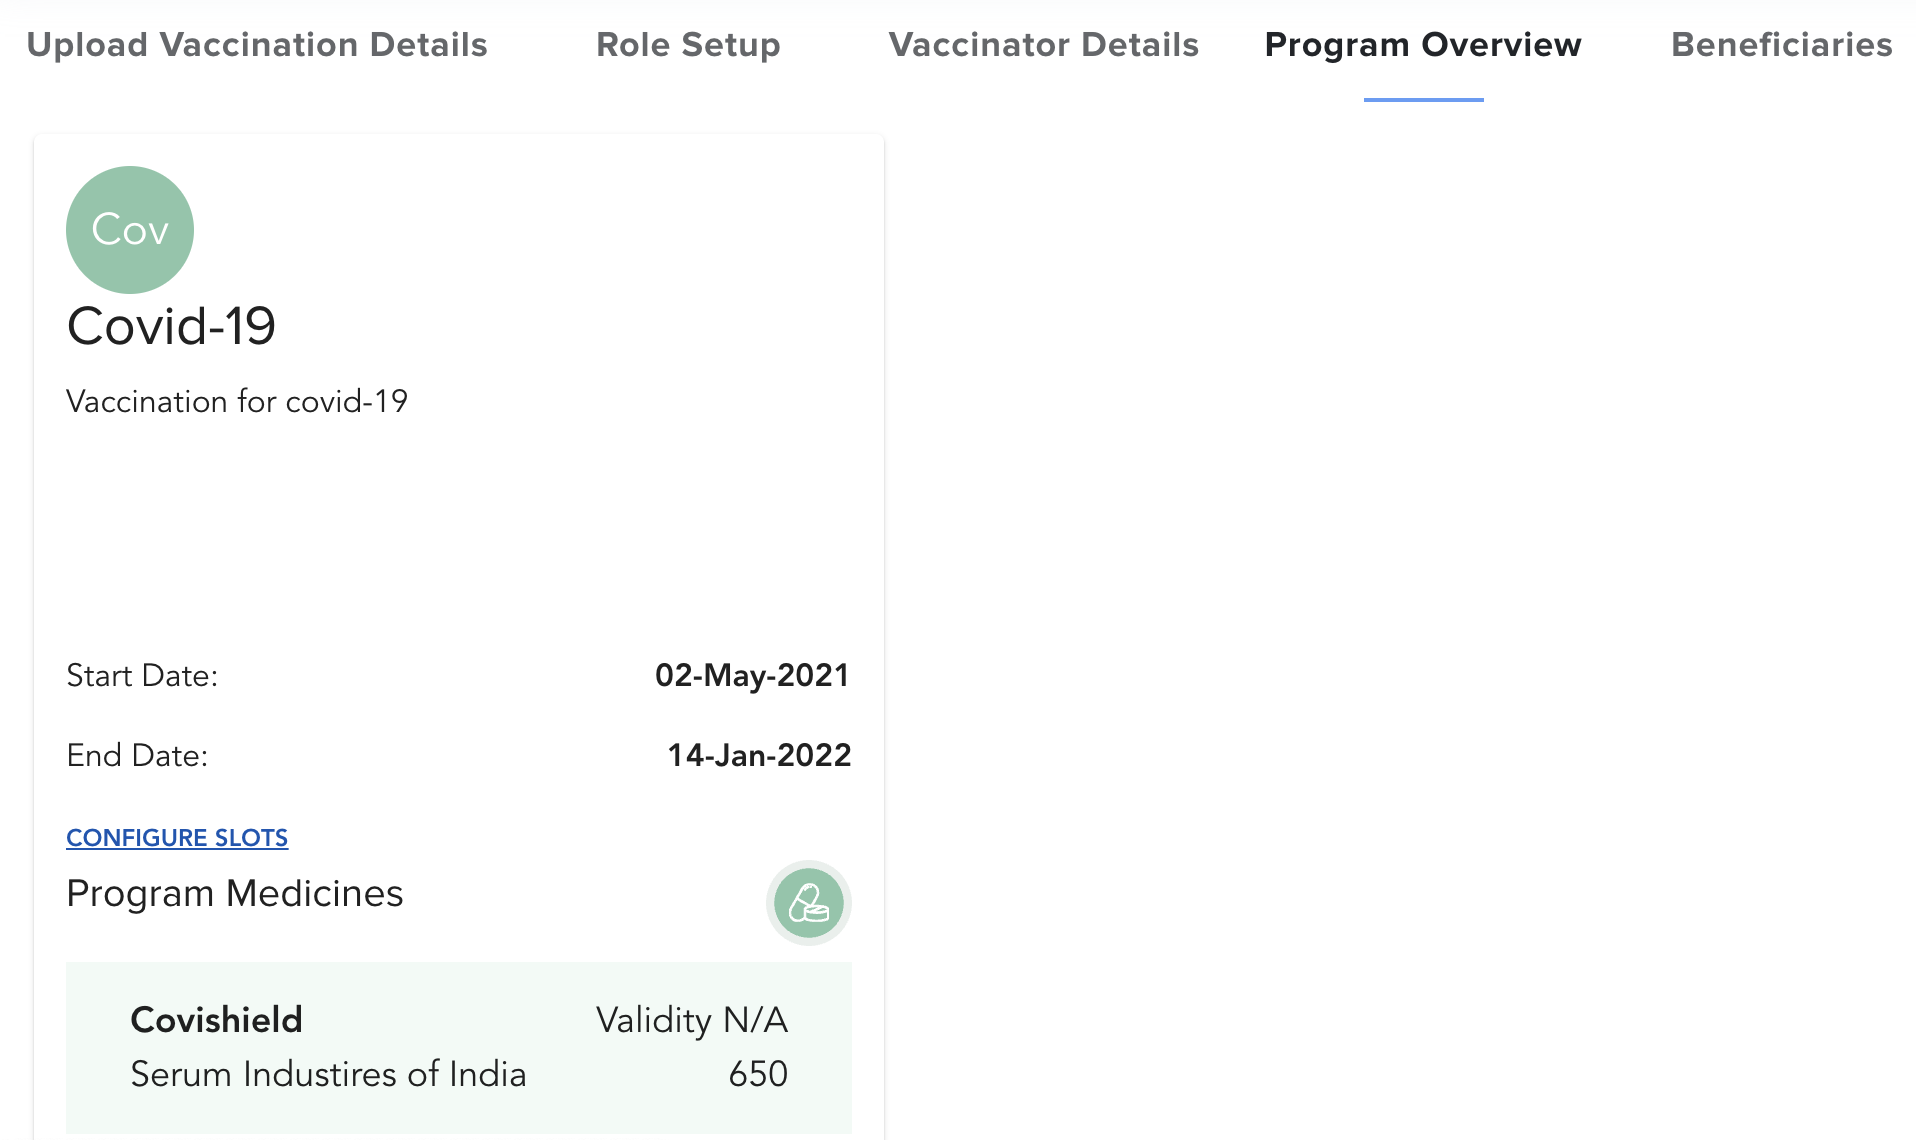 Upload Vaccination Details Role Setup Vaccinator Details Program Overview Beneficiaries
Cov
Covid-19
Vaccination for covid-19
Start Date: 02-May-2021
End Date: 14-Jan-2022
CONFIGURE SLOTS
Program Medicines
Covishield Validity N/A
Serum Industires of India 650